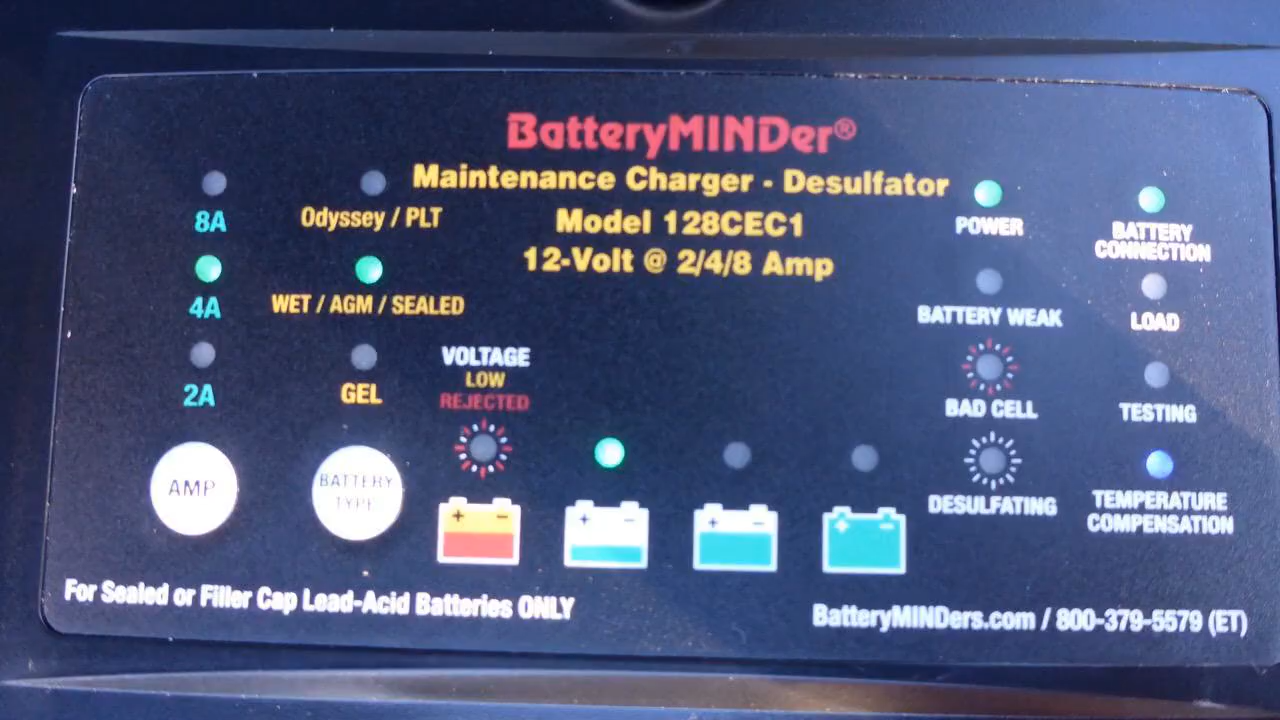 BatteryMINDer®
Maintenance Charger - Desulfator
Model 128CEC1
12-Volt @ 2/4/8 Amp
8A
4A
2A
AMP
Odyssey / PLT
WET / AGM / SEALED
GEL
BATTERY
TYPE
VOLTAGE
LOW
REJECTED
+ -
+ -
+ -
+ -
POWER
BATTERY WEAK
BAD CELL
DESULFATING
BATTERY
CONNECTION
LOAD
TESTING
TEMPERATURE
COMPENSATION
For Sealed or Filler Cap Lead-Acid Batteries ONLY
BatteryMINDers.com / 800-379-5579 (ET)